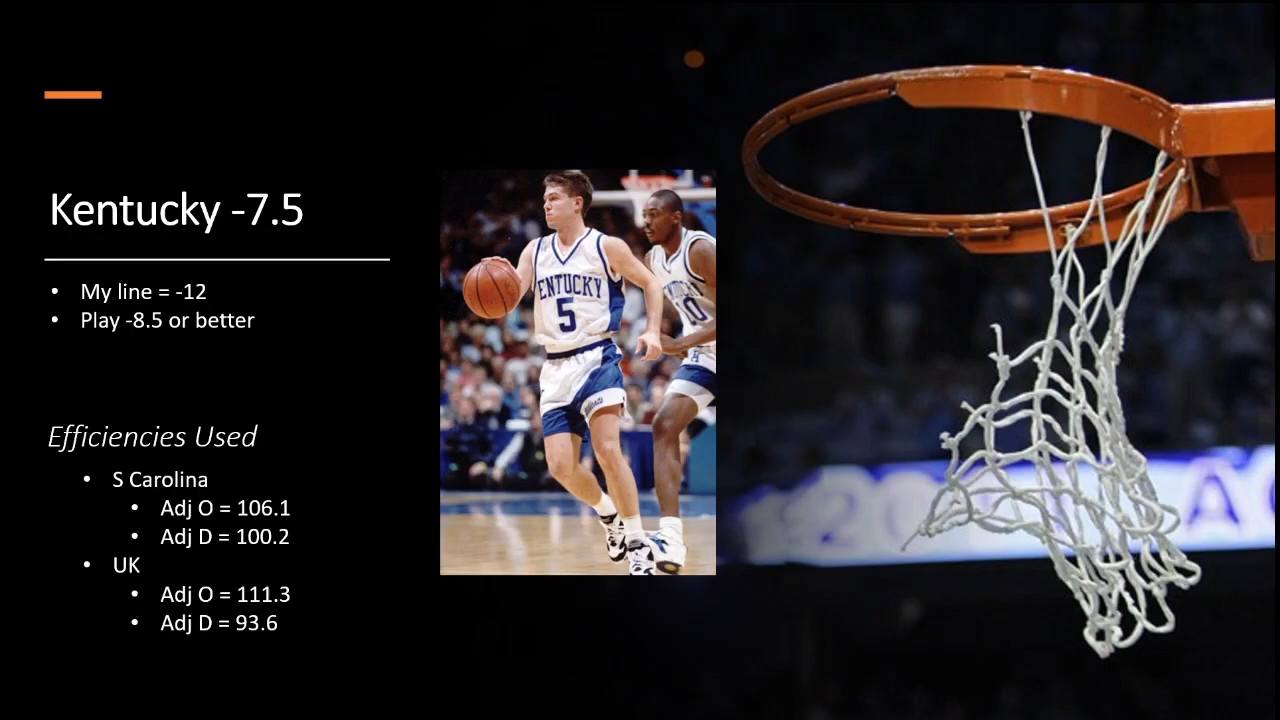 Kentucky -7.5
• My line = -12
• Play -8.5 or better
Efficiencies Used
• S Carolina
• Adj O = 106.1
• Adj D = 100.2
• UK
• Adj O = 111.3
• Adj D = 93.6
ENTUCKY
5
10